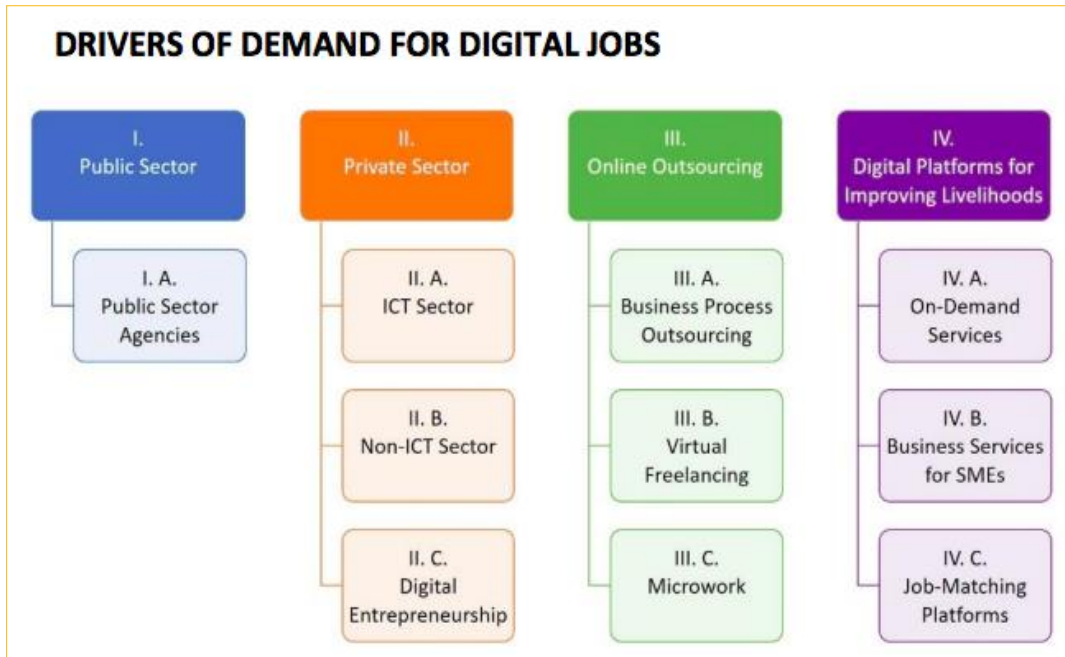 DRIVERS OF DEMAND FOR DIGITAL JOBS
I.
Public Sector
I. A.
Public Sector
Agencies
II.
Private Sector
II. A.
ICT Sector
II. B.
Non-ICT Sector
II. C.
Digital
Entrepreneurship
III.
Online Outsourcing
III. A.
Business Process
Outsourcing
III. B.
Virtual
Freelancing
III. C.
Microwork
IV.
Digital Platforms for
Improving Livelihoods
IV. A.
On-Demand
Services
IV. B.
Business Services
for SMEs
IV. C.
Job-Matching
Platforms